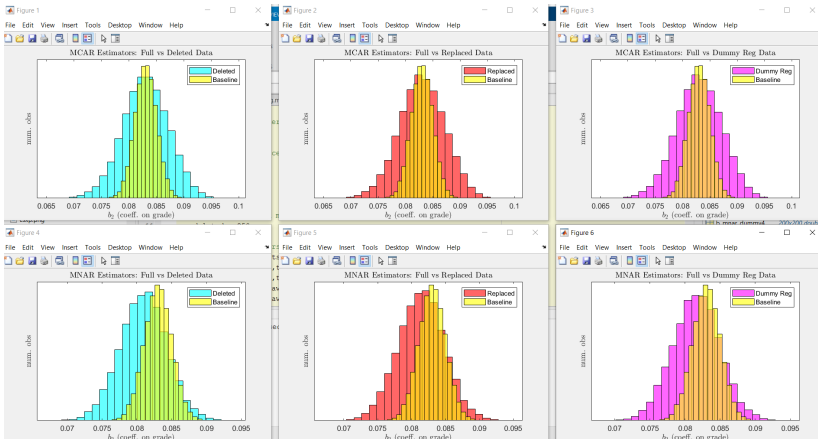 Figure 1
File Edit View Insert Tools Desktop Window Help
MCAR Estimators: Full vs Deleted Data
Deleted
Baseline
num. obs
0.065 0.07 0.075 0.08 0.085 0.09 0.095 0.1
b₂ (coeff. on grade)
Figure 2
File Edit View Insert Tools Desktop Window Help
MCAR Estimators: Full vs Replaced Data
Replaced
Baseline
num. obs
0.065 0.07 0.075 0.08 0.085 0.09 0.095 0.1
b₂ (coeff. on grade)
Figure 3
File Edit View Insert Tools Desktop Window Help
MCAR Estimators: Full vs Dummy Reg Data
Dummy Reg
Baseline
num. obs
0.065 0.07 0.075 0.08 0.085 0.09 0.095 0.1
b₂ (coeff. on grade)
Figure 4
File Edit View Insert Tools Desktop Window Help
MNAR Estimators: Full vs Deleted Data
Deleted
Baseline
num. obs
0.07 0.075 0.08 0.085 0.09 0.095
b₂ (coeff. on grade)
Figure 5
File Edit View Insert Tools Desktop Window Help
MNAR Estimators: Full vs Replaced Data
Replaced
Baseline
num. obs
0.07 0.075 0.08 0.085 0.09 0.095
b₂ (coeff. on grade)
Figure 6
File Edit View Insert Tools Desktop Window Help
MNAR Estimators: Full vs Dummy Reg Data
Dummy Reg
Baseline
num. obs
0.07 0.075 0.08 0.085 0.09 0.095
b₂ (coeff. on grade)